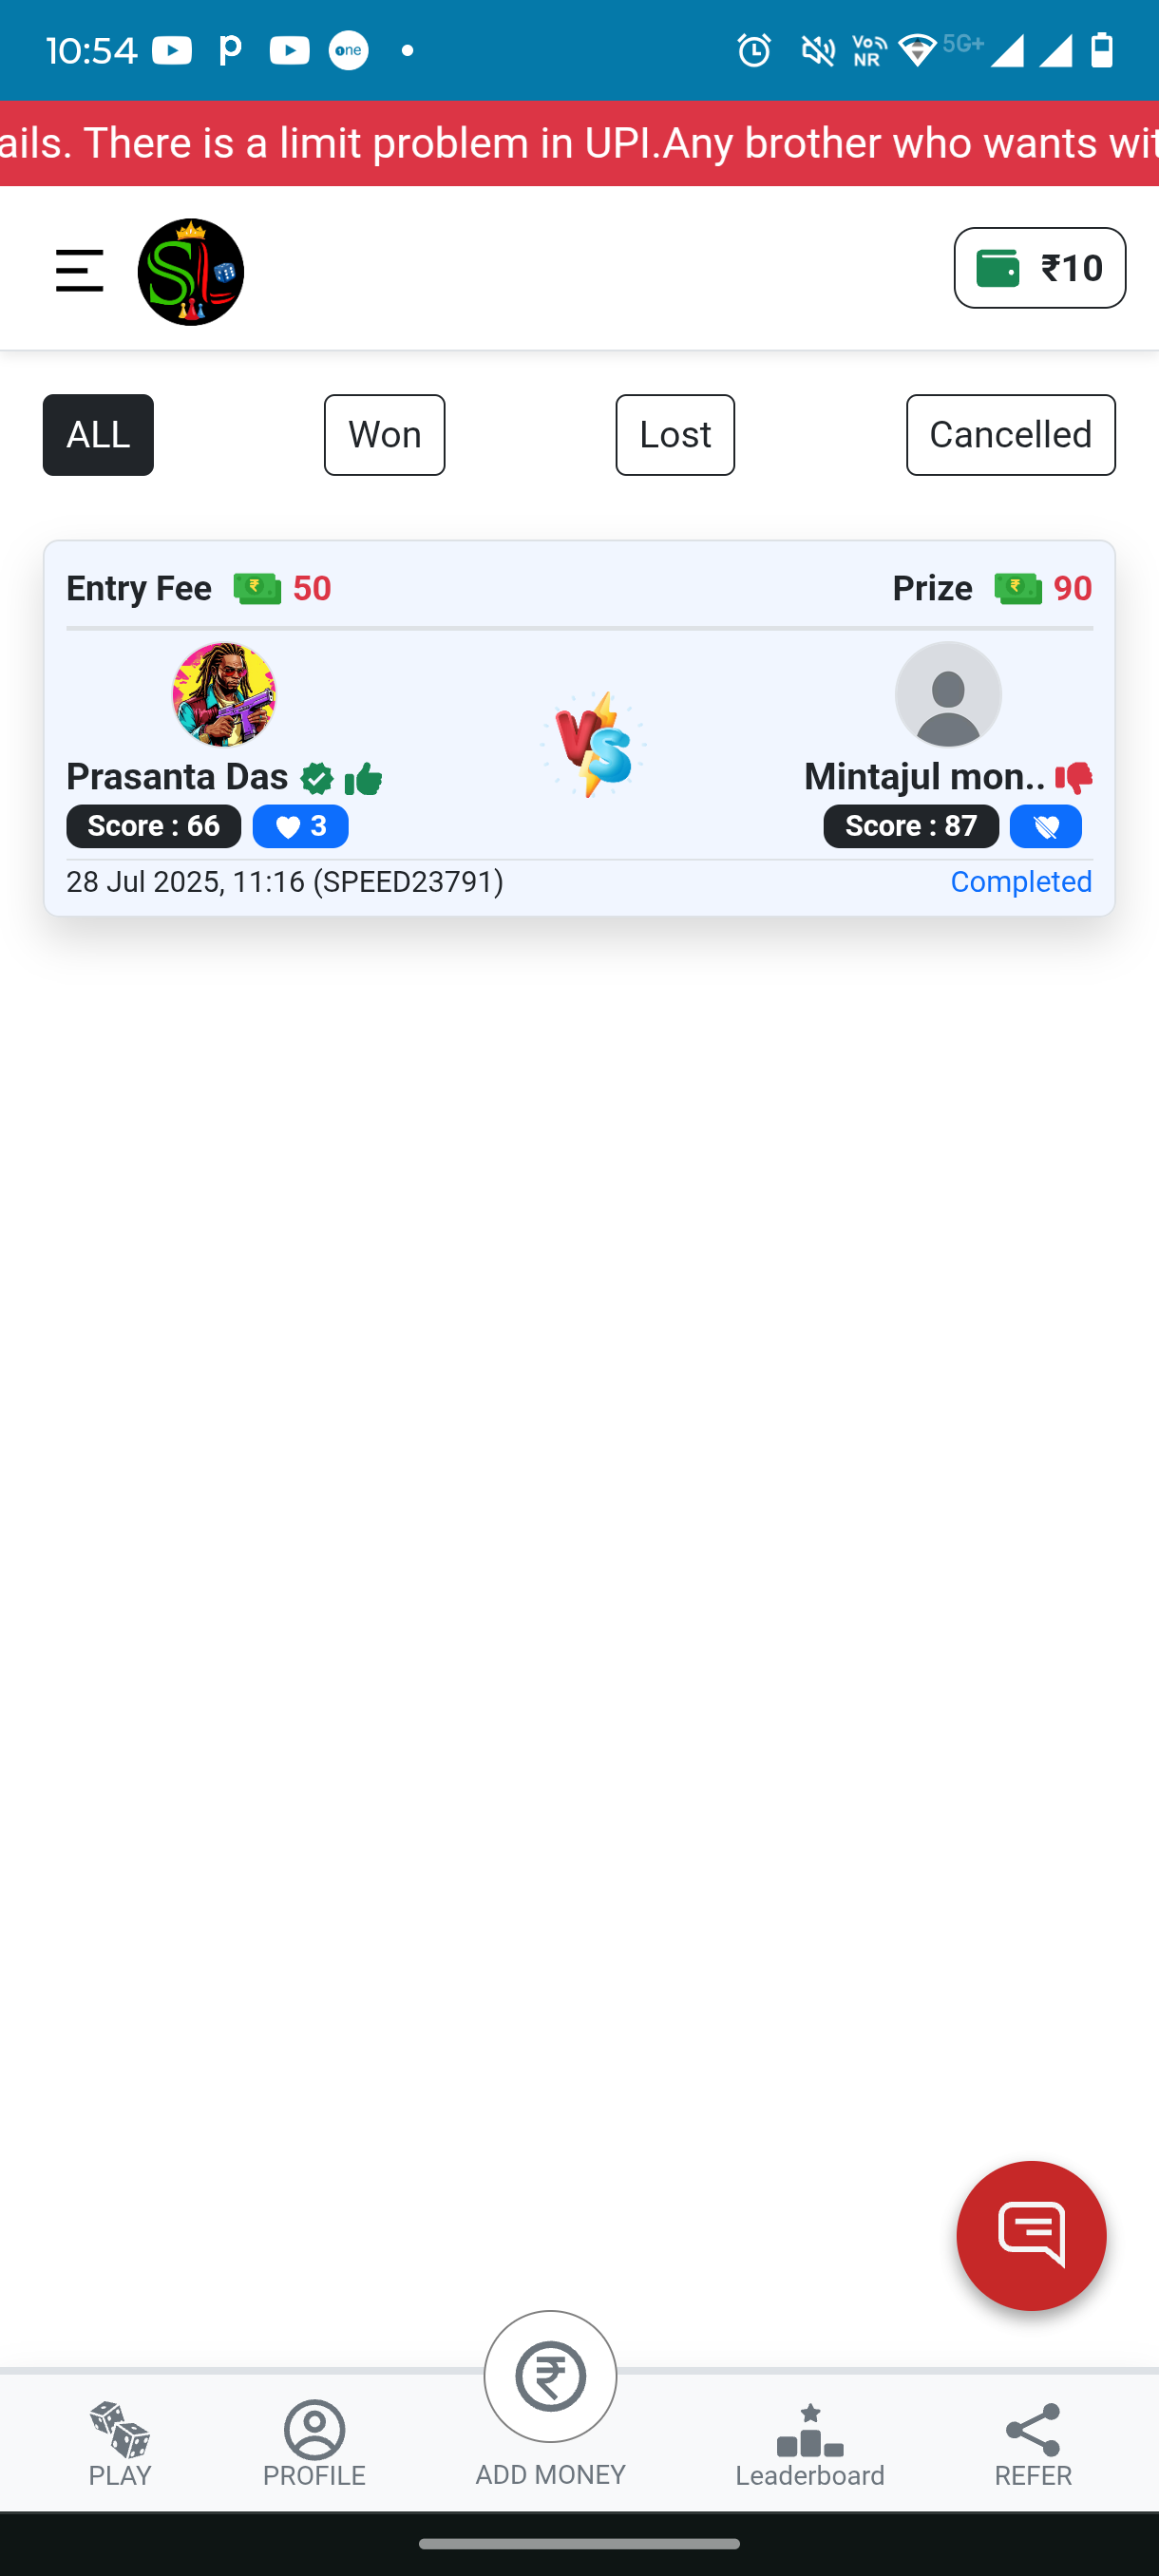 10:54 p one Vo NR 5G+
ails. There is a limit problem in UPI.Any brother who wants wit
SL ₹10
ALL Won Lost Cancelled
Entry Fee ₹ 50 Prize ₹ 90
VS
Prasanta Das Mintajul mon..
Score : 66 3 Score : 87
28 Jul 2025, 11:16 (SPEED23791) Completed
₹
PLAY PROFILE ADD MONEY Leaderboard REFER